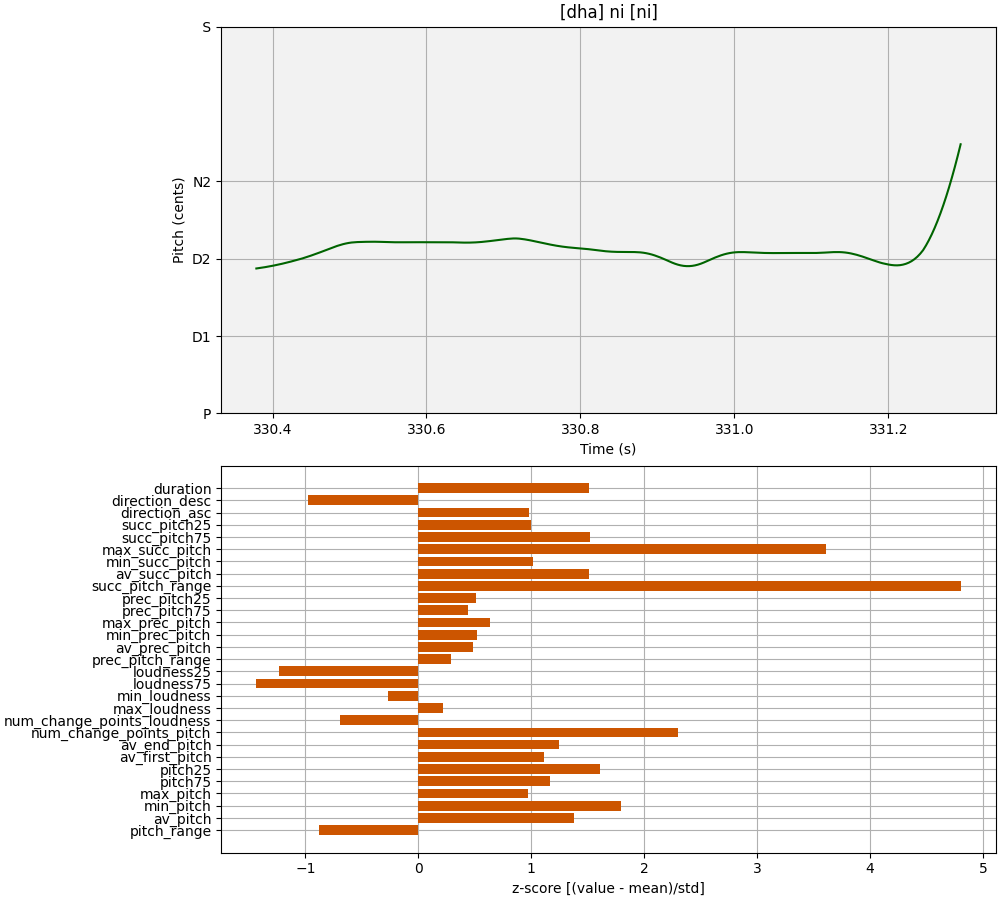 [dha] ni [ni]
S
N2
D2
D1
P
Pitch (cents)
330.4 330.6 330.8 331.0 331.2
Time (s)
duration
direction_desc
direction_asc
succ_pitch25
succ_pitch75
max_succ_pitch
min_succ_pitch
av_succ_pitch
succ_pitch_range
prec_pitch25
prec_pitch75
max_prec_pitch
min_prec_pitch
av_prec_pitch
prec_pitch_range
loudness25
loudness75
min_loudness
max_loudness
num_change_points_loudness
num_change_points_pitch
av_end_pitch
av_first_pitch
pitch25
pitch75
max_pitch
min_pitch
av_pitch
pitch_range
−1 0 1 2 3 4 5
z-score [(value - mean)/std]